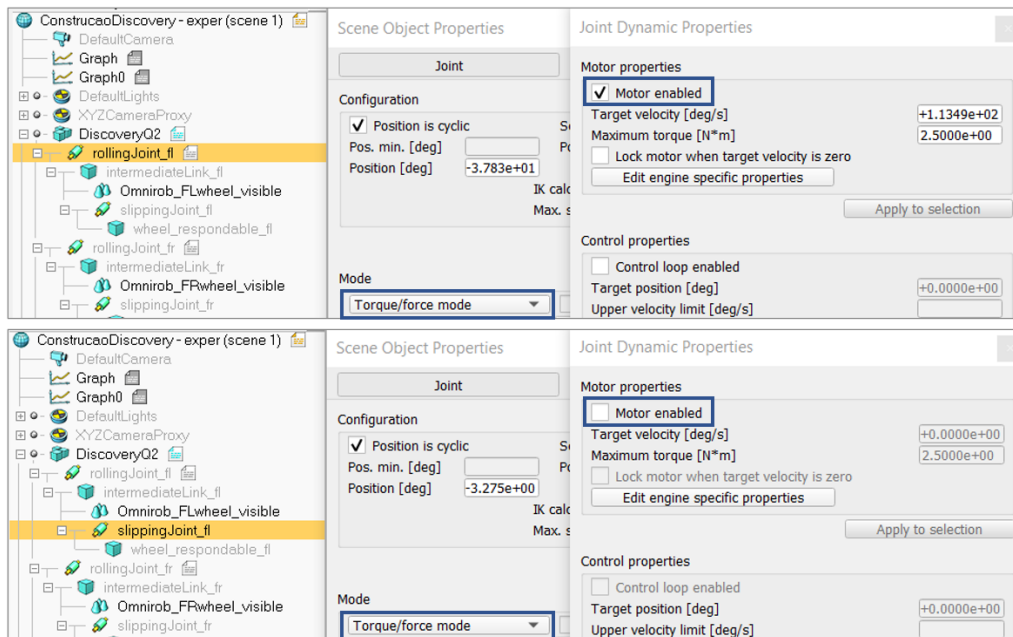 ConstrucaoDiscovery - exper (scene 1)
DefaultCamera
Graph
Graph0
DefaultLights
XYZCameraProxy
DiscoveryQ2
rollingJoint_fl
intermediateLink_fl
Omnirob_FLwheel_visible
slippingJoint_fl
wheel_respondable_fl
rollingJoint_fr
intermediateLink_fr
Omnirob_FRwheel_visible
slippingJoint_fr
Scene Object Properties
Joint
Configuration
Position is cyclic
Pos. min. [deg]
Position [deg] -3.783e+01
IK calc
Max. s
Mode
Torque/force mode
Joint Dynamic Properties
Motor properties
Motor enabled
Target velocity [deg/s] +1.1349e+02
Maximum torque [N*m] 2.5000e+00
Lock motor when target velocity is zero
Edit engine specific properties
Apply to selection
Control properties
Control loop enabled
Target position [deg] +0.0000e+00
Upper velocity limit [deg/s]
ConstrucaoDiscovery - exper (scene 1)
DefaultCamera
Graph
Graph0
DefaultLights
XYZCameraProxy
DiscoveryQ2
rollingJoint_fl
intermediateLink_fl
Omnirob_FLwheel_visible
slippingJoint_fl
wheel_respondable_fl
rollingJoint_fr
intermediateLink_fr
Omnirob_FRwheel_visible
slippingJoint_fr
Scene Object Properties
Joint
Configuration
Position is cyclic
Pos. min. [deg]
Position [deg] -3.275e+00
IK calc
Max. s
Mode
Torque/force mode
Joint Dynamic Properties
Motor properties
Motor enabled
Target velocity [deg/s] +0.0000e+00
Maximum torque [N*m] 2.5000e+00
Lock motor when target velocity is zero
Edit engine specific properties
Apply to selection
Control properties
Control loop enabled
Target position [deg] +0.0000e+00
Upper velocity limit [deg/s]